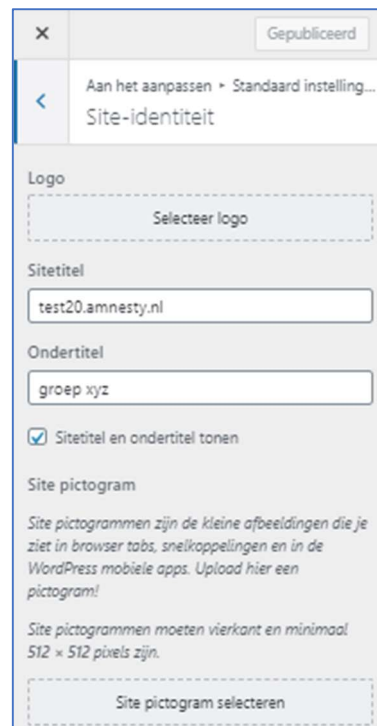 Gepubliceerd
Aan het aanpassen ▸ Standaard instelling...
Site-identiteit
Logo
Selecteer logo
Sitetitel
test20.amnesty.nl
Ondertitel
groep xyz
Sitetitel en ondertitel tonen
Site pictogram
Site pictogrammen zijn de kleine afbeeldingen die je
ziet in browser tabs, snelkoppelingen en in de
WordPress mobiele apps. Upload hier een
pictogram!
Site pictogrammen moeten vierkant en minimaal
512 × 512 pixels zijn.
Site pictogram selecteren